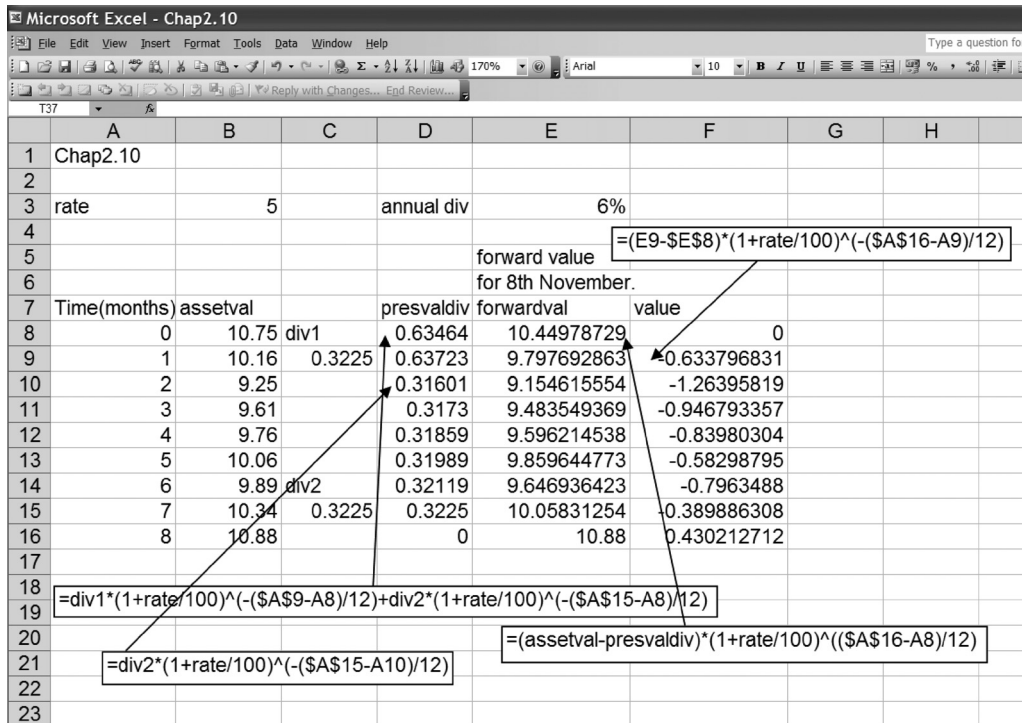 Microsoft Excel - Chap2.10
File Edit View Insert Format Tools Data Window Help Type a question fo
170% Arial 10 B I U %
Reply with Changes... End Review...
T37 fx
A B C D E F G H
1 Chap2.10
2
3 rate 5 annual div 6%
4 =(E9-$E$8)*(1+rate/100)^(-($A$16-A9)/12)
5 forward value
6 for 8th November.
7 Time(months) assetval presvaldiv forwardval value
8 0 10.75 div1 0.63464 10.44978729 0
9 1 10.16 0.3225 0.63723 9.797692863 -0.633796831
10 2 9.25 0.31601 9.154615554 -1.26395819
11 3 9.61 0.3173 9.483549369 -0.946793357
12 4 9.76 0.31859 9.596214538 -0.83980304
13 5 10.06 0.31989 9.859644773 -0.58298795
14 6 9.89 div2 0.32119 9.646936423 -0.7963488
15 7 10.34 0.3225 0.3225 10.05831254 -0.389886308
16 8 10.88 0 10.88 0.430212712
17
18
=div1*(1+rate/100)^(-($A$9-A8)/12)+div2*(1+rate/100)^(-($A$15-A8)/12)
19
20 =(assetval-presvaldiv)*(1+rate/100)^(($A$16-A8)/12)
21 =div2*(1+rate/100)^(-($A$15-A10)/12)
22
23